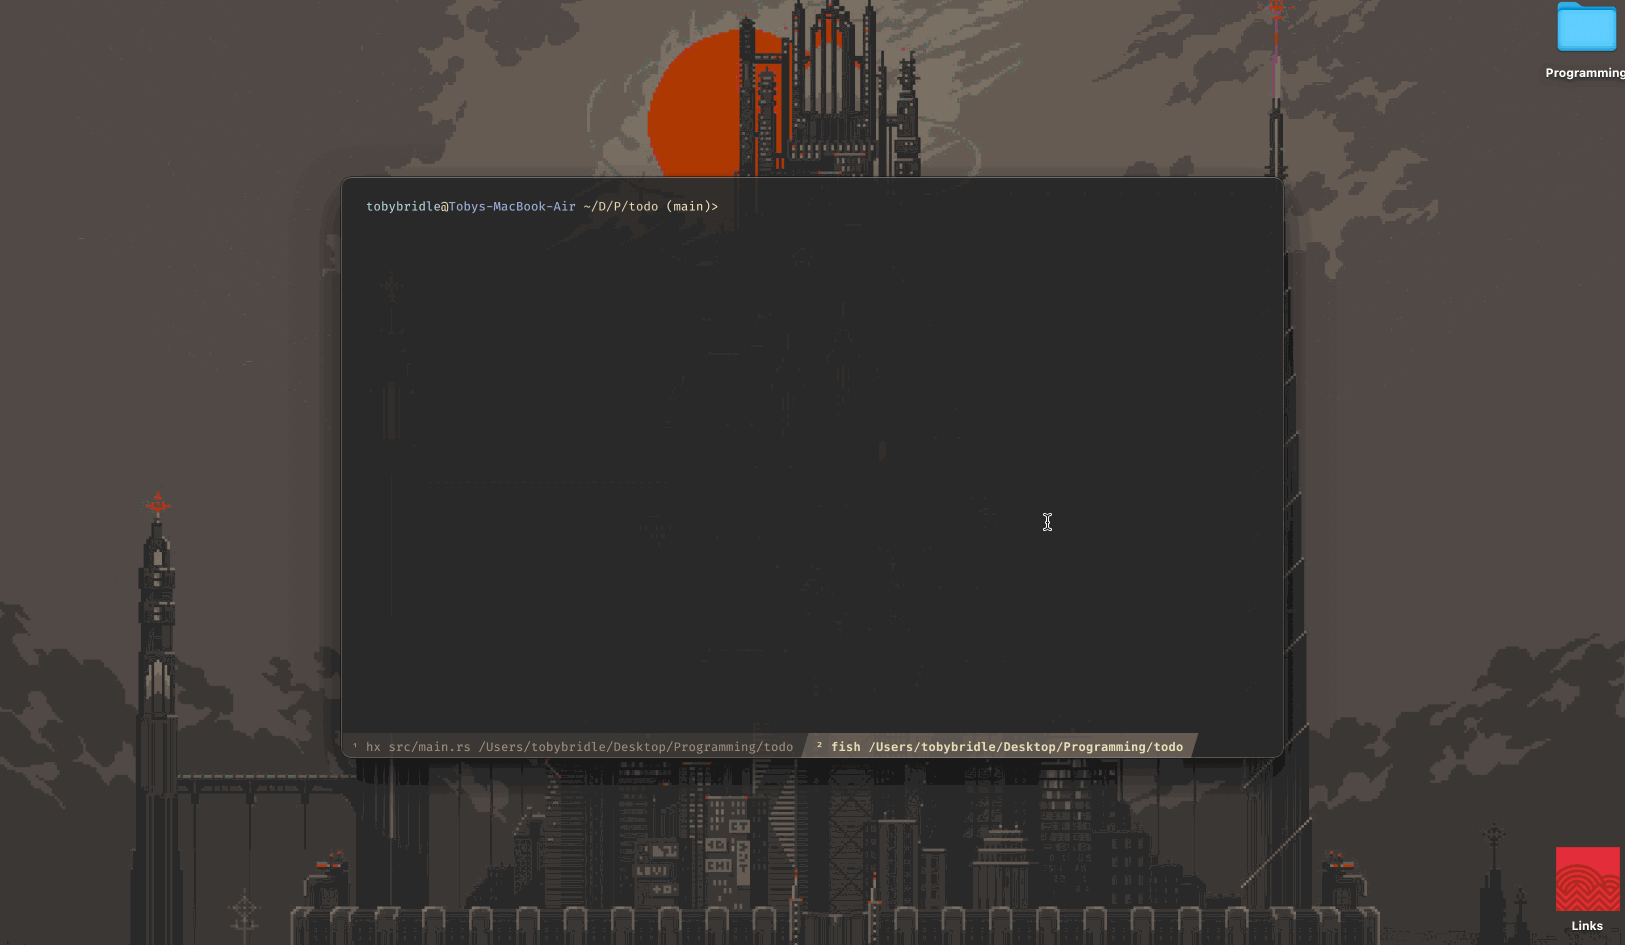 Programming
tobybridle@Tobys-MacBook-Air ~/D/P/todo (main)>
¹ hx src/main.rs /Users/tobybridle/Desktop/Programming/todo
² fish /Users/tobybridle/Desktop/Programming/todo
Links